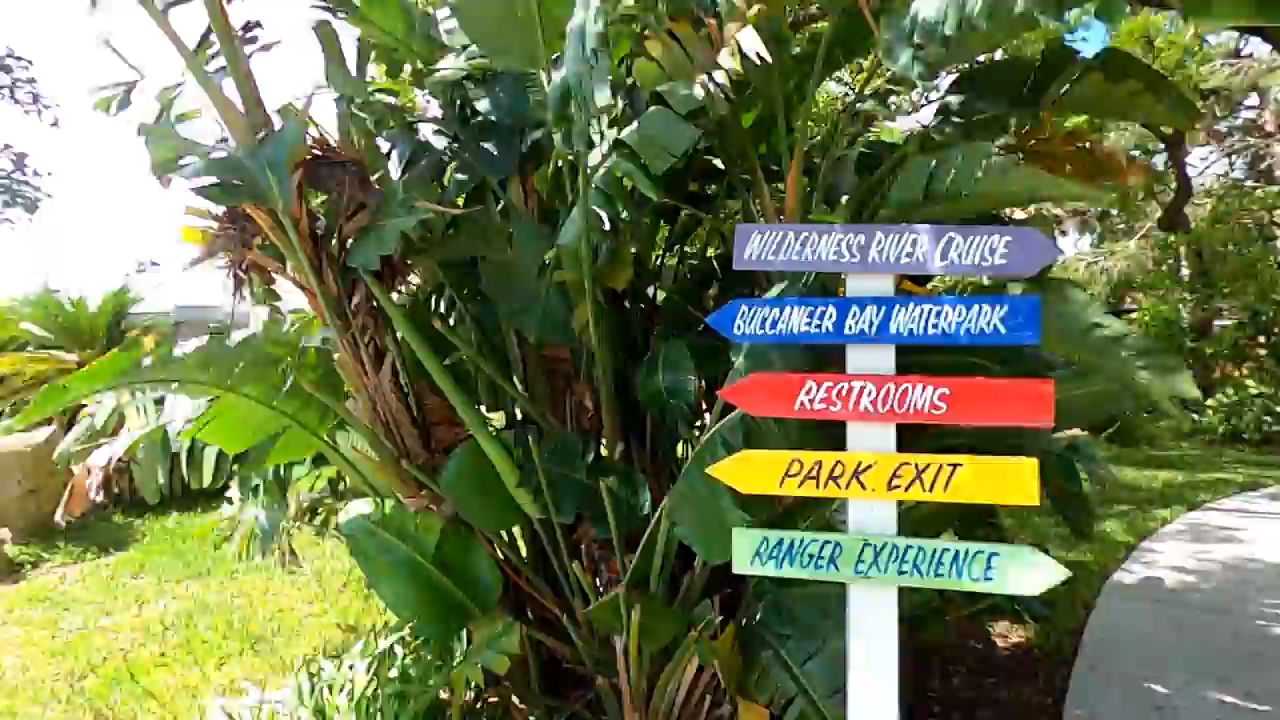 WILDERNESS RIVER CRUISE
BUCCANEER BAY WATERPARK
RESTROOMS
PARK EXIT
RANGER EXPERIENCE